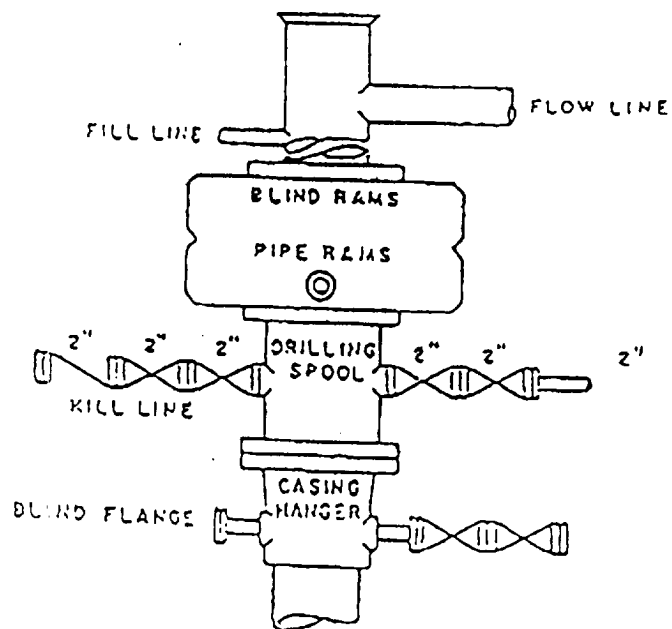 FLOW LINE
FILL LINE
BLIND RAMS
PIPE RAMS
2" 2" 2" DRILLING 2" 2" 2"
SPOOL
KILL LINE
CASING
HANGER
BLIND FLANGE